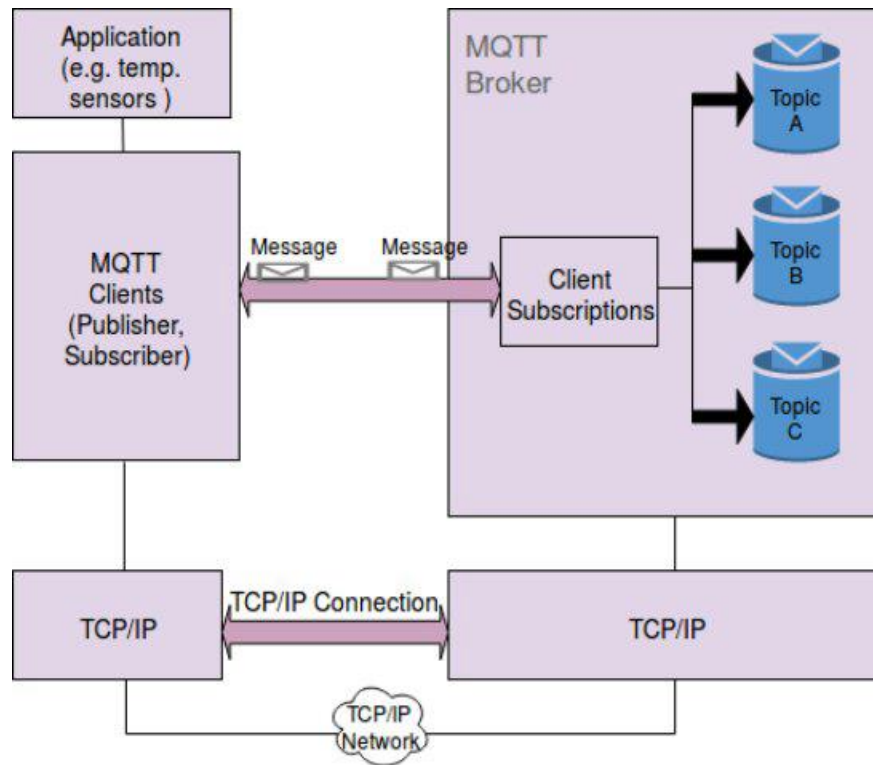 Application
(e.g. temp.
sensors )
MQTT
Broker
Topic
A
Message
Message
MQTT
Clients
(Publisher,
Subscriber)
Client
Subscriptions
Topic
B
Topic
C
TCP/IP
TCP/IP Connection
TCP/IP
TCP/IP
Network